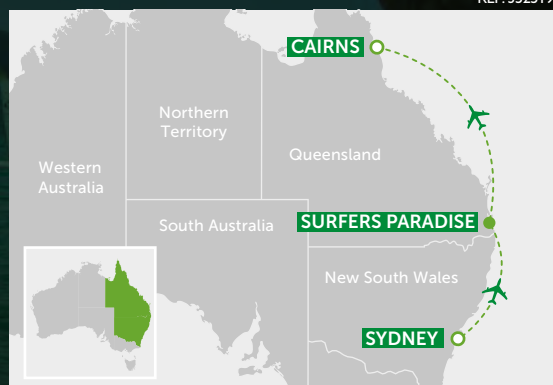 CAIRNS
Northern
Territory
Queensland
Western
Australia
South Australia
SURFERS PARADISE
New South Wales
SYDNEY